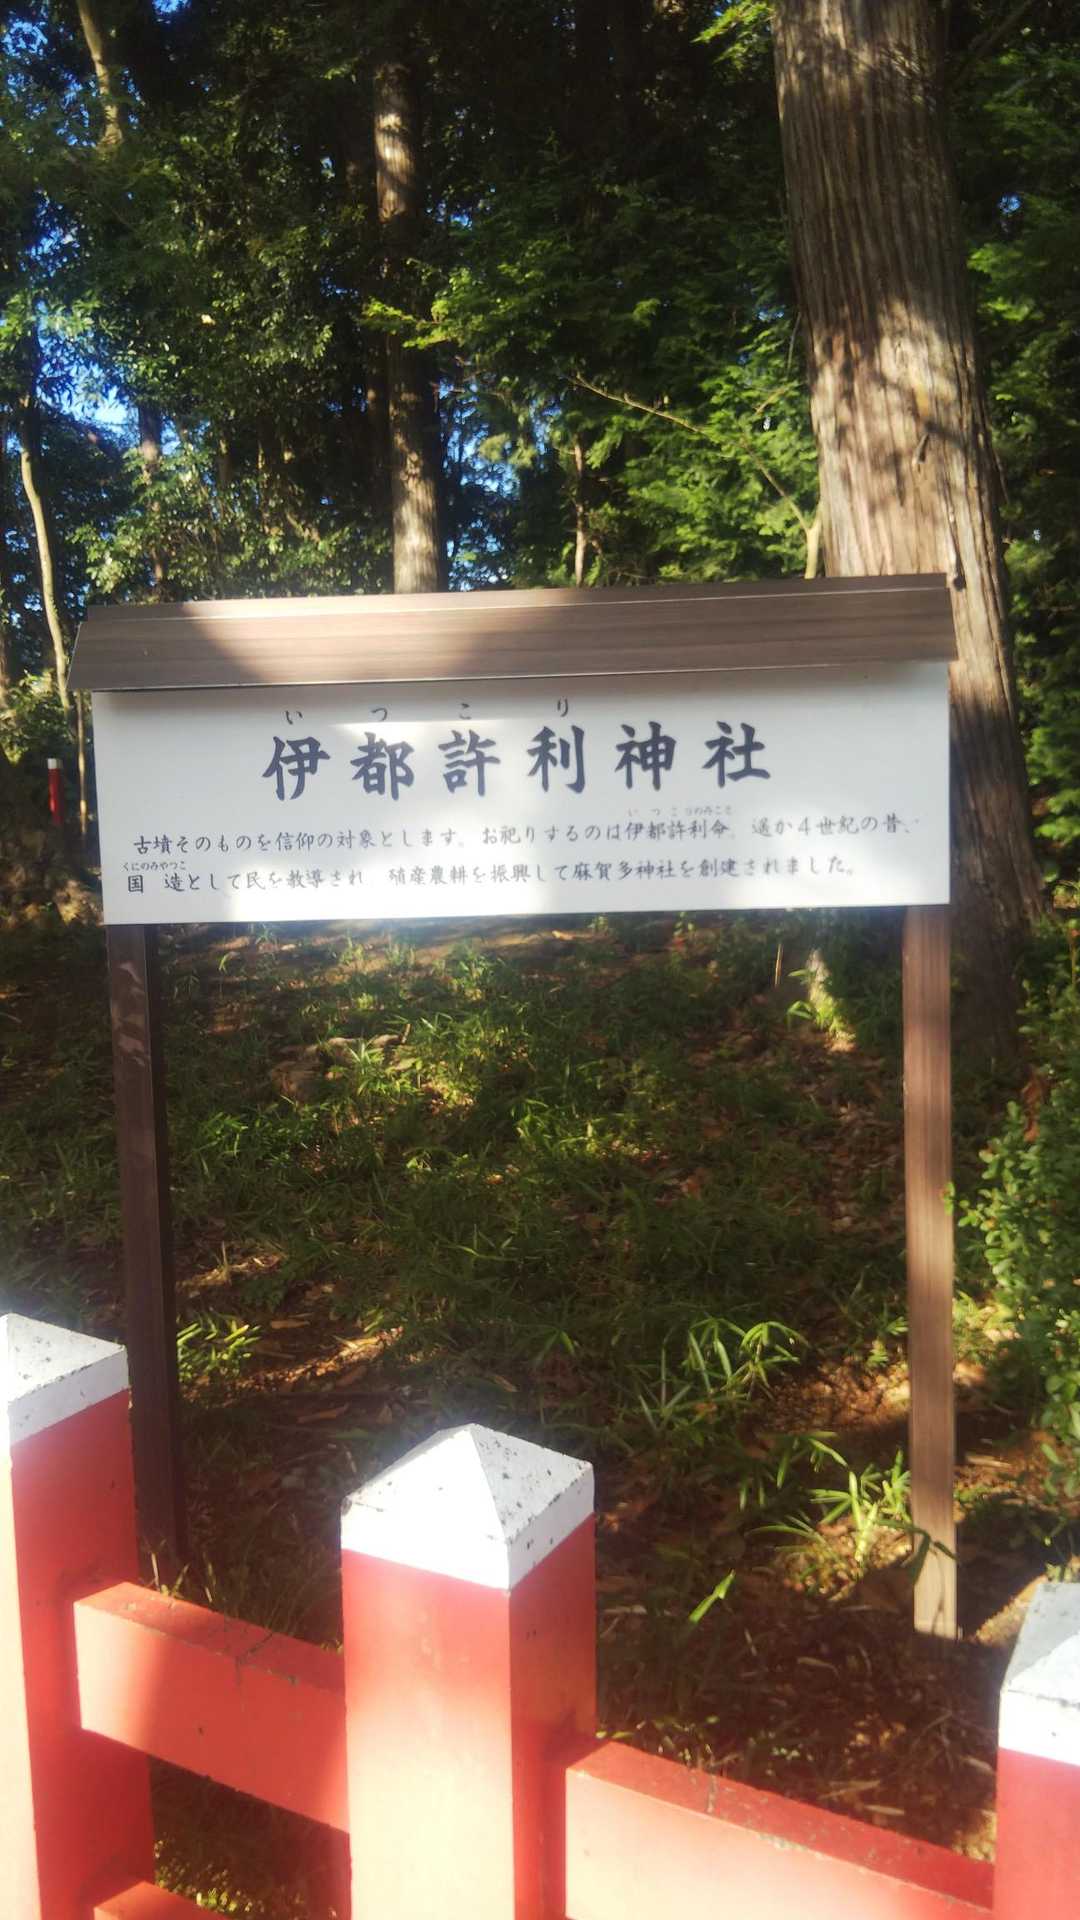 いつこり
伊都許利神社
いつこりのみこと
古墳そのものを信仰の対象とします。お祀りするのは伊都許利命。遥か4世紀の昔、
くにのみやつこ
国造として民を教導され、殖産農耕を振興して麻賀多神社を創建されました。